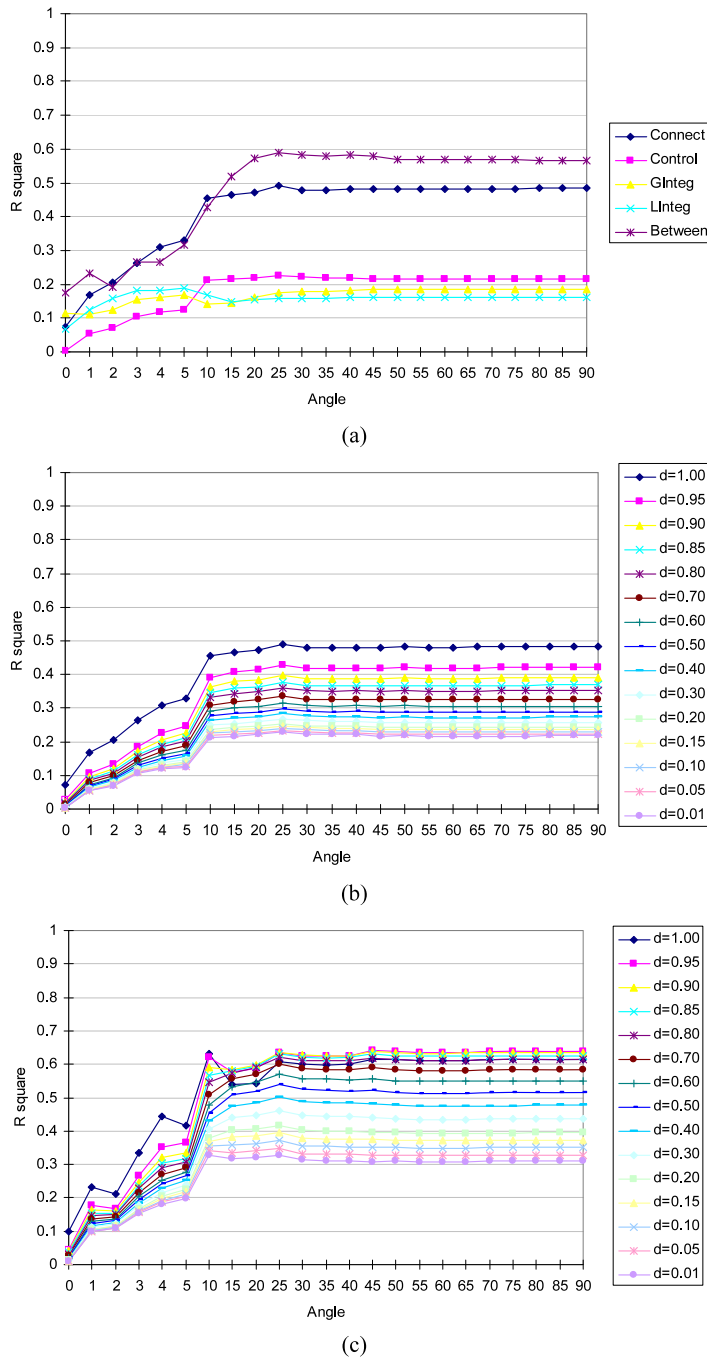 1
0.9
0.8
0.7
0.6
0.5
0.4
0.3
0.2
0.1
0
R square
0 1 2 3 4 5 10 15 20 25 30 35 40 45 50 55 60 65 70 75 80 85 90
Angle
Connect
Control
GInteg
LInteg
Between
(a)
1
0.9
0.8
0.7
0.6
0.5
0.4
0.3
0.2
0.1
0
R square
0 1 2 3 4 5 10 15 20 25 30 35 40 45 50 55 60 65 70 75 80 85 90
Angle
d=1.00
d=0.95
d=0.90
d=0.85
d=0.80
d=0.70
d=0.60
d=0.50
d=0.40
d=0.30
d=0.20
d=0.15
d=0.10
d=0.05
d=0.01
(b)
1
0.9
0.8
0.7
0.6
0.5
0.4
0.3
0.2
0.1
0
R square
0 1 2 3 4 5 10 15 20 25 30 35 40 45 50 55 60 65 70 75 80 85 90
Angle
d=1.00
d=0.95
d=0.90
d=0.85
d=0.80
d=0.70
d=0.60
d=0.50
d=0.40
d=0.30
d=0.20
d=0.15
d=0.10
d=0.05
d=0.01
(c)